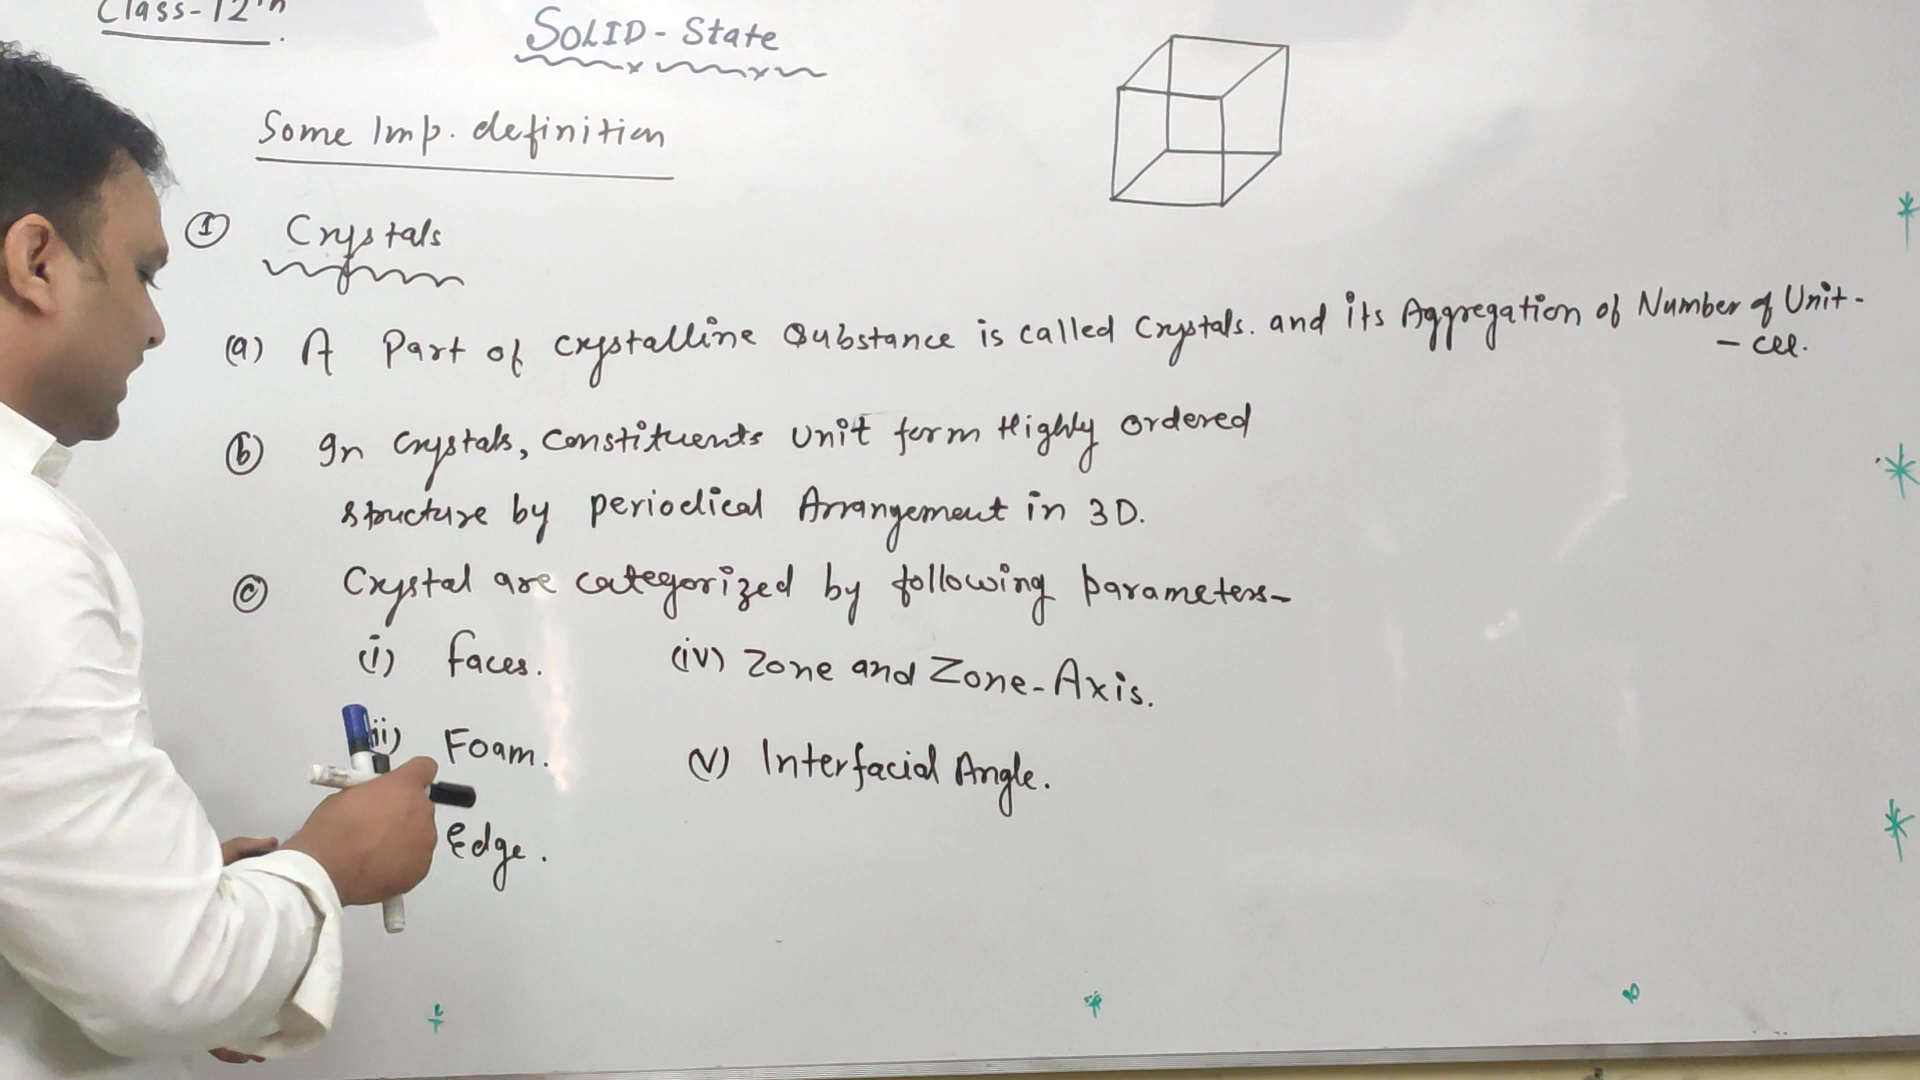 Class-12th
SOLID-State
Some Imp. definition
① Crystals
(a) A Part of crystalline Substance is called Crystals. and its Aggregation of Number of Unit-
- cell.
(b) In Crystals, Constituents Unit form Highly ordered
structure by periodical Arrangement in 3D.
(c) Crystal are categorized by following parameters-
(i) faces. (iv) Zone and Zone-Axis.
ii) Foam. (v) Interfacial Angle.
Edge.